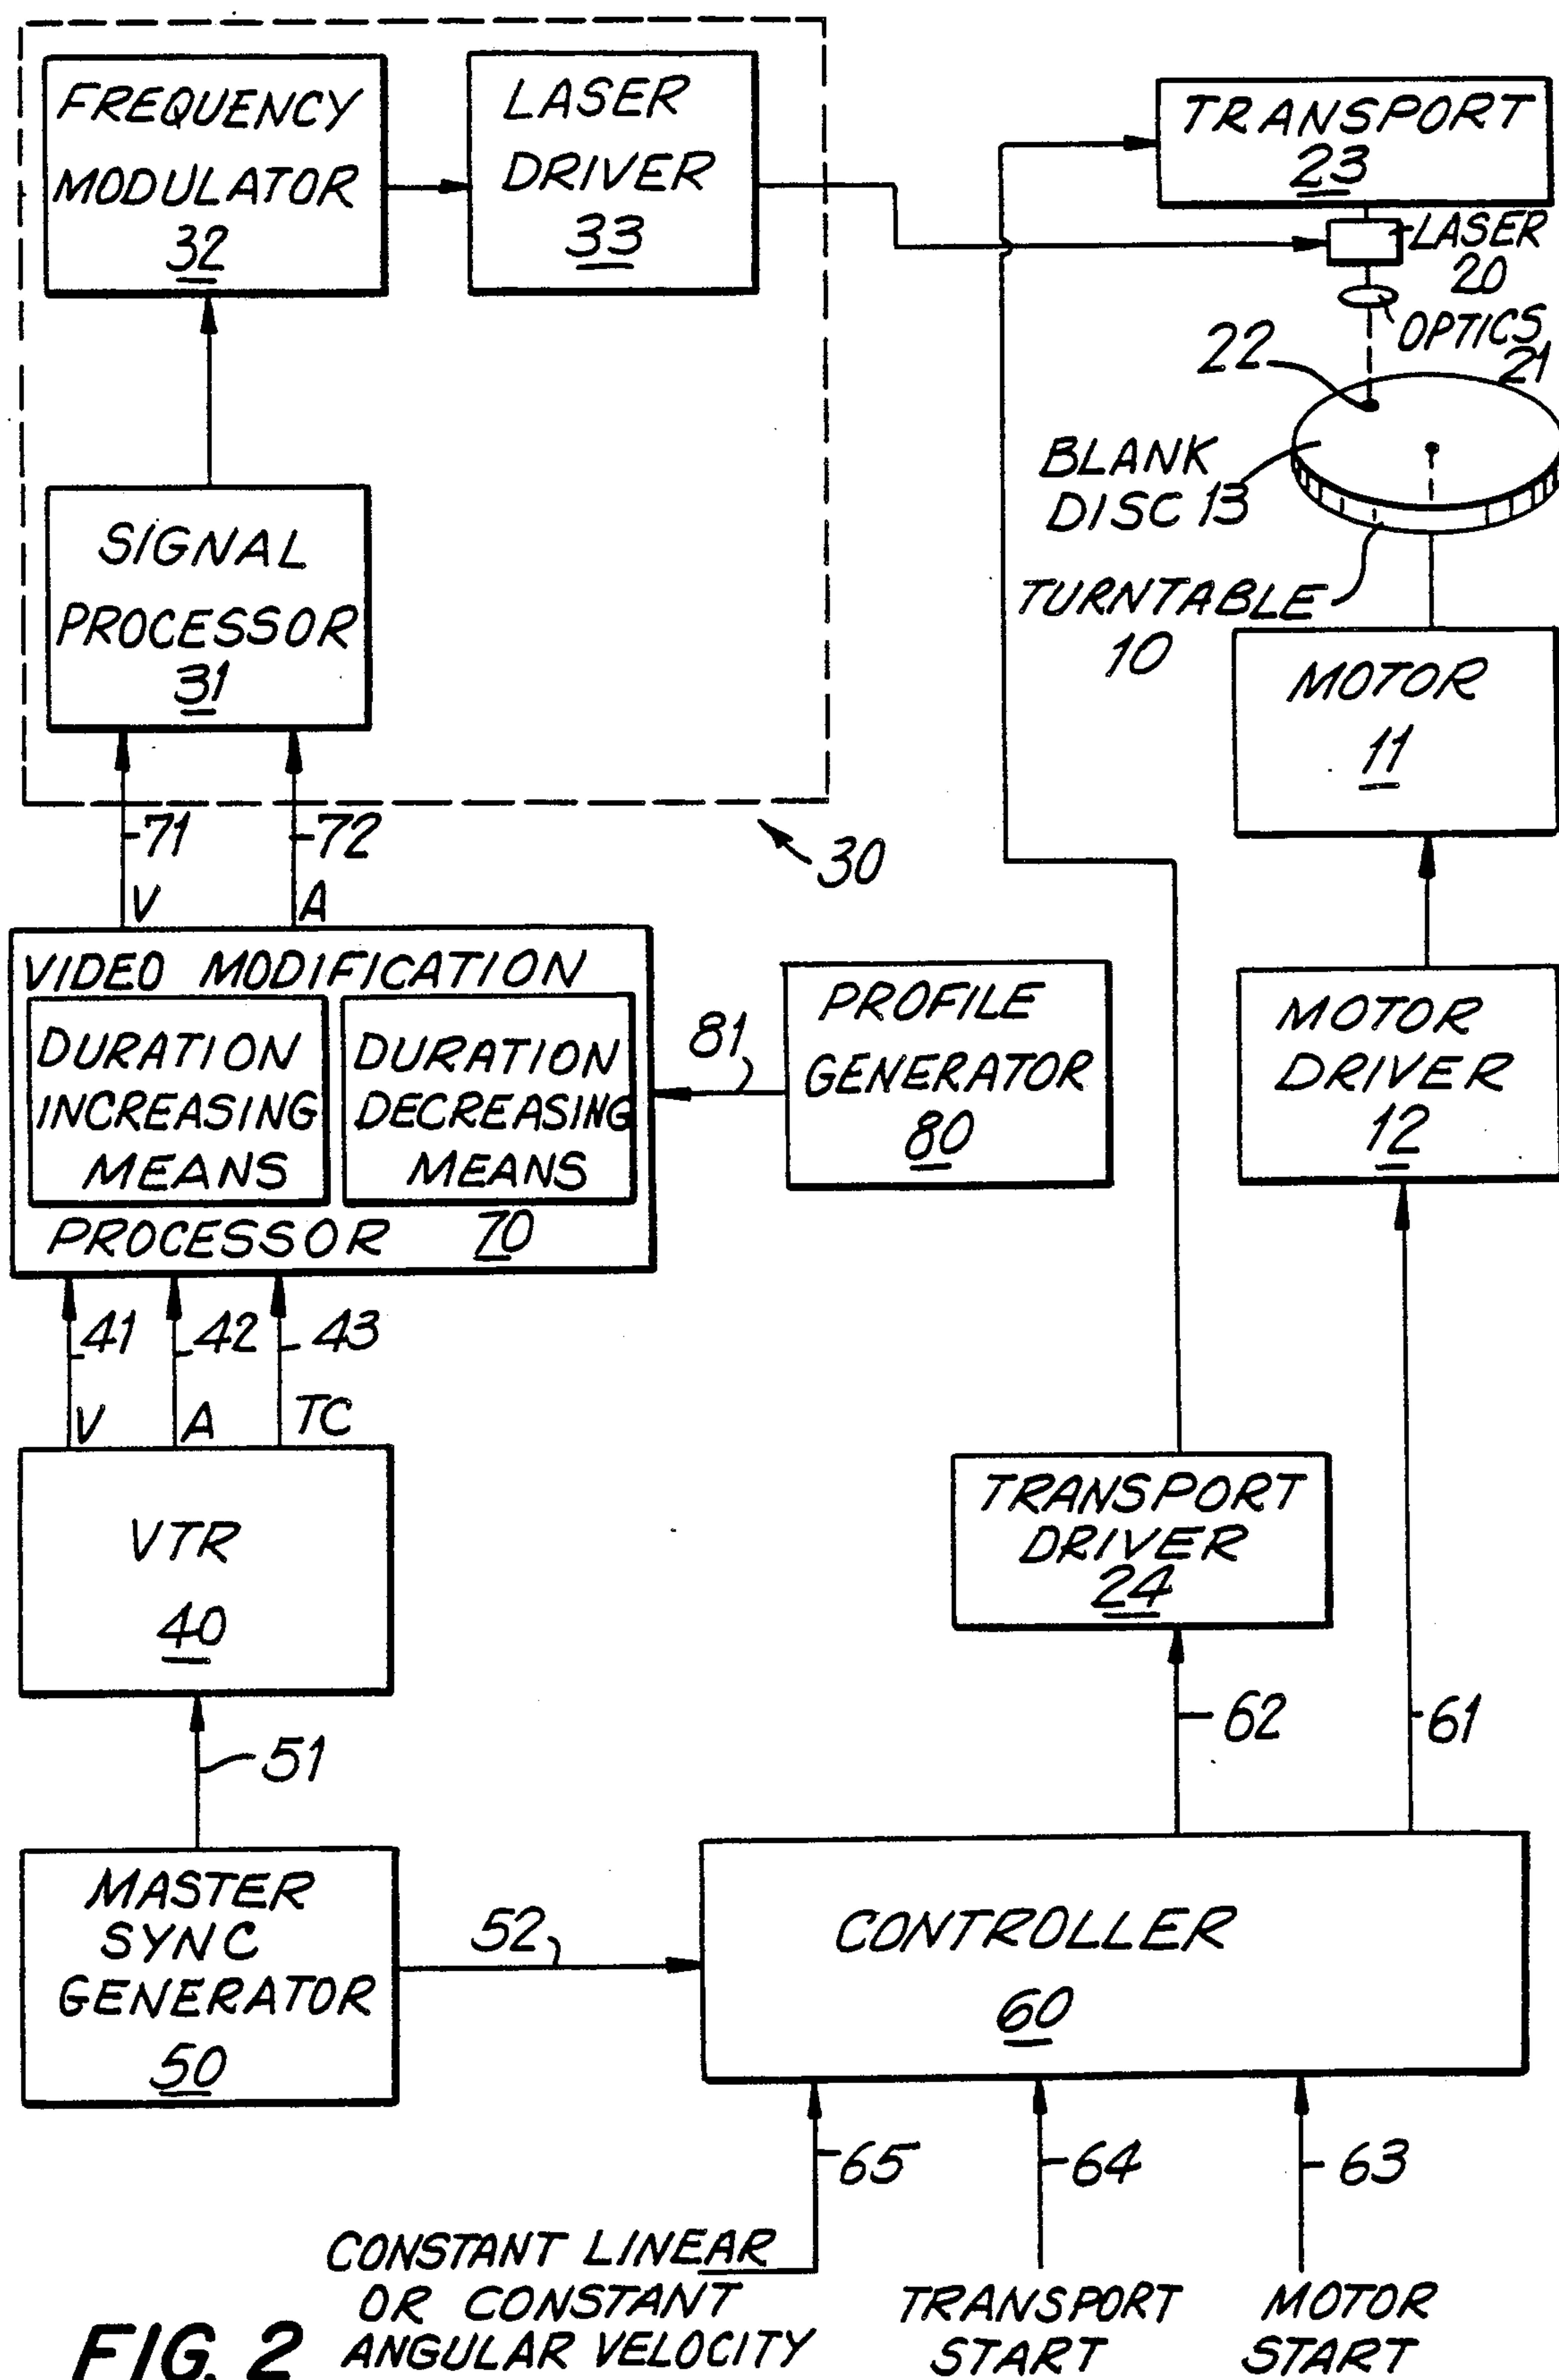 FREQUENCY
MODULATOR
32
LASER
DRIVER
33
TRANSPORT
23
LASER
20
OPTICS
21
22
BLANK
DISC 13
TURNTABLE
10
SIGNAL
PROCESSOR
31
MOTOR
11
71
72
30
V
A
VIDEO MODIFICATION
DURATION
INCREASING
MEANS
DURATION
DECREASING
MEANS
PROCESSOR 70
81
PROFILE
GENERATOR
80
MOTOR
DRIVER
12
41
42
43
V
A
TC
VTR
40
TRANSPORT
DRIVER
24
51
62
61
MASTER
SYNC
GENERATOR
50
52
CONTROLLER
60
65
64
63
CONSTANT LINEAR
OR CONSTANT
ANGULAR VELOCITY
TRANSPORT
START
MOTOR
START
FIG. 2